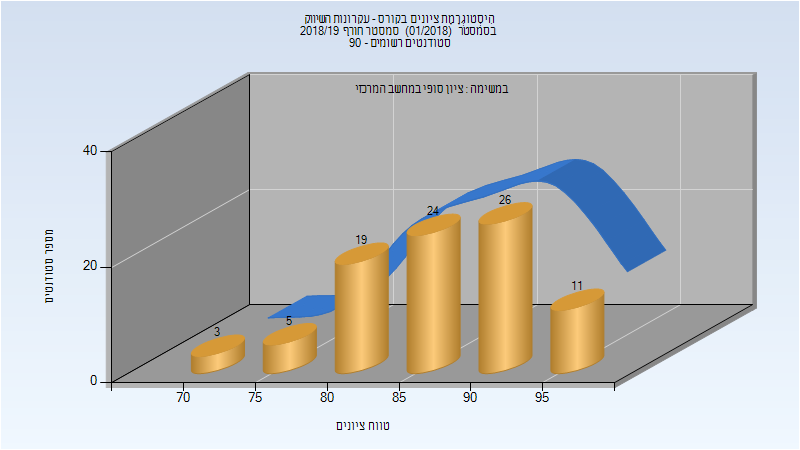 היסטוגרמת ציונים בקורס - עקרונות השיווק
בסמסטר (01/2018) סמסטר חורף 2018/19
סטודנטים רשומים - 90
במשימה : ציון סופי במחשב המרכזי
מספר סטודנטים
40
20
0
3
5
19
24
26
11
70
75
80
85
90
95
טווח ציונים